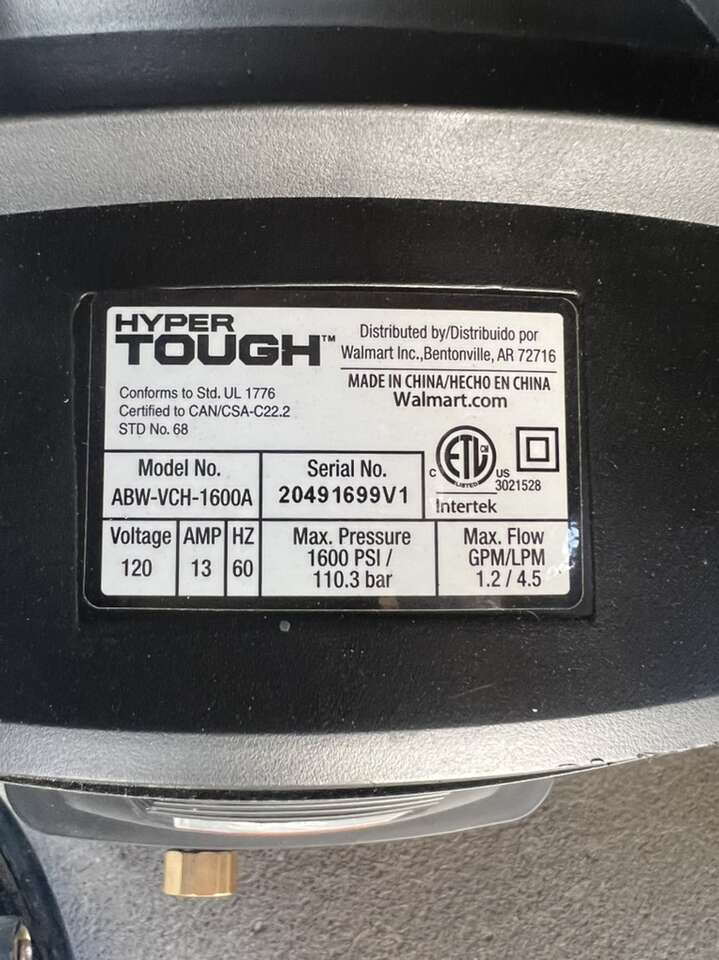 HYPER
TOUGH™
Distributed by/Distribuido por
Walmart Inc.,Bentonville, AR 72716
MADE IN CHINA/HECHO EN CHINA
Walmart.com
Conforms to Std. UL 1776
Certified to CAN/CSA-C22.2
STD No. 68
Model No.
ABW-VCH-1600A
Serial No.
20491699V1
C ETL CM LISTED US
3021528
Intertek
Voltage
120
AMP
13
HZ
60
Max. Pressure
1600 PSI /
110.3 bar
Max. Flow
GPM/LPM
1.2 / 4.5